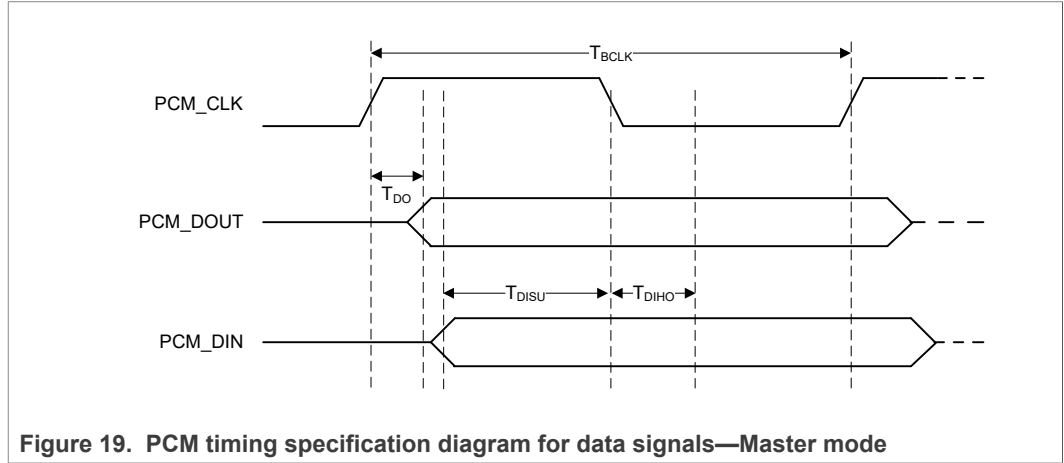 T_BCLK
PCM_CLK
T_DO
PCM_DOUT
T_DISU
T_DIHO
PCM_DIN
Figure 19. PCM timing specification diagram for data signals—Master mode